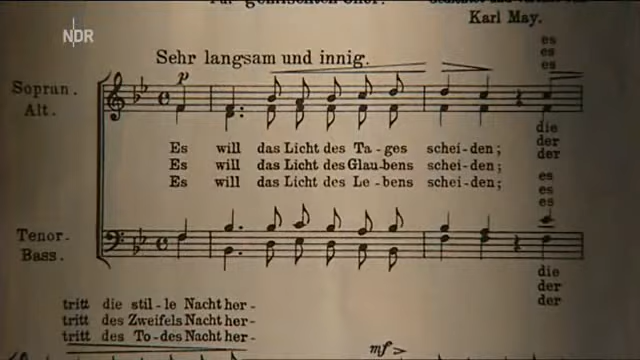 NDR
gemischten Chor.
Karl May.
Sehr langsam und innig.
es
es
es
p
Sopran.
Alt.
die
Es will das Licht des Ta-ges schei-den; der
Es will das Licht des Glau-bens schei-den; der
Es will das Licht des Le-bens schei-den;
es
es
es
Tenor.
Bass.
die
der
der
tritt die stil-le Nacht her-
tritt des Zweifels Nacht her-
tritt des To-des Nacht her-
mf